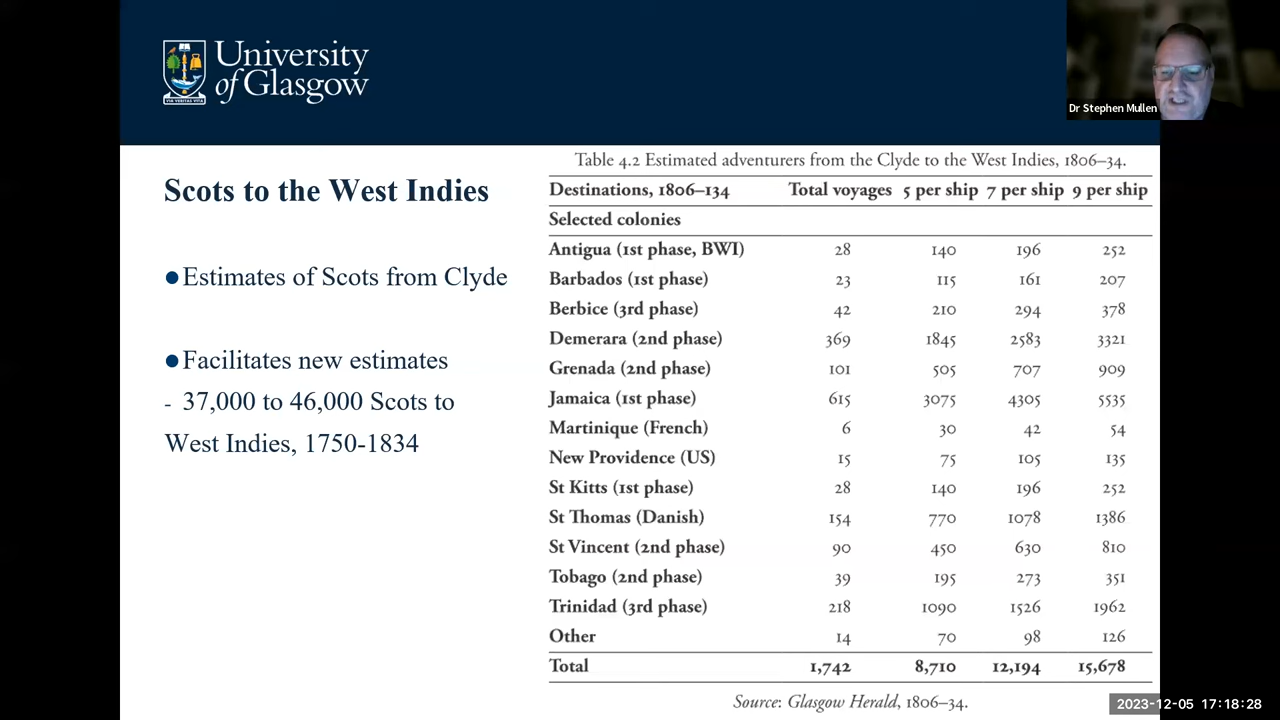 University
of Glasgow
VIA VERITAS VITA
Dr Stephen Mullen
Scots to the West Indies
●Estimates of Scots from Clyde
●Facilitates new estimates
- 37,000 to 46,000 Scots to
West Indies, 1750-1834
Table 4.2 Estimated adventurers from the Clyde to the West Indies, 1806–34.
Destinations, 1806–134 Total voyages 5 per ship 7 per ship 9 per ship
Selected colonies
Antigua (1st phase, BWI) 28 140 196 252
Barbados (1st phase) 23 115 161 207
Berbice (3rd phase) 42 210 294 378
Demerara (2nd phase) 369 1845 2583 3321
Grenada (2nd phase) 101 505 707 909
Jamaica (1st phase) 615 3075 4305 5535
Martinique (French) 6 30 42 54
New Providence (US) 15 75 105 135
St Kitts (1st phase) 28 140 196 252
St Thomas (Danish) 154 770 1078 1386
St Vincent (2nd phase) 90 450 630 810
Tobago (2nd phase) 39 195 273 351
Trinidad (3rd phase) 218 1090 1526 1962
Other 14 70 98 126
Total 1,742 8,710 12,194 15,678
Source: Glasgow Herald, 1806–34.
2023-12-05 17:18:28